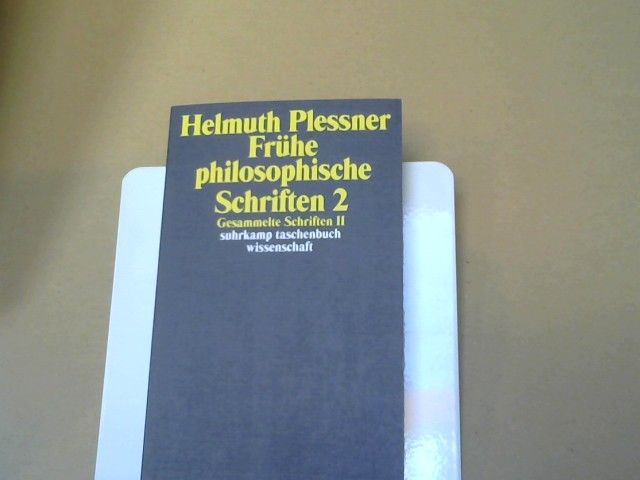 Helmuth Plessner
Frühe
philosophische
Schriften 2
Gesammelte Schriften II
suhrkamp taschenbuch
wissenschaft